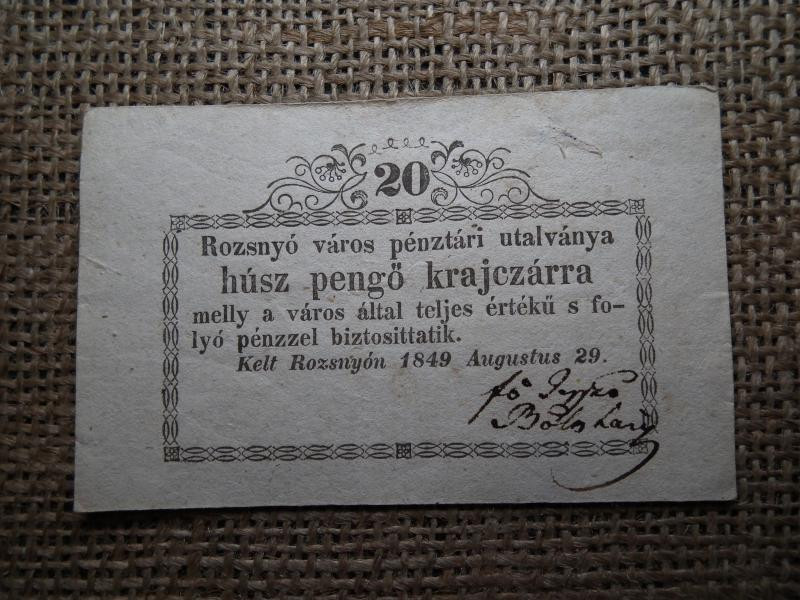 20
Rozsnyó város pénztári utalványa
húsz pengő krajczárra
melly a város által teljes értékű s fo-
lyó pénzzel biztosittatik.
Kelt Rozsnyón 1849 Augustus 29.
fő